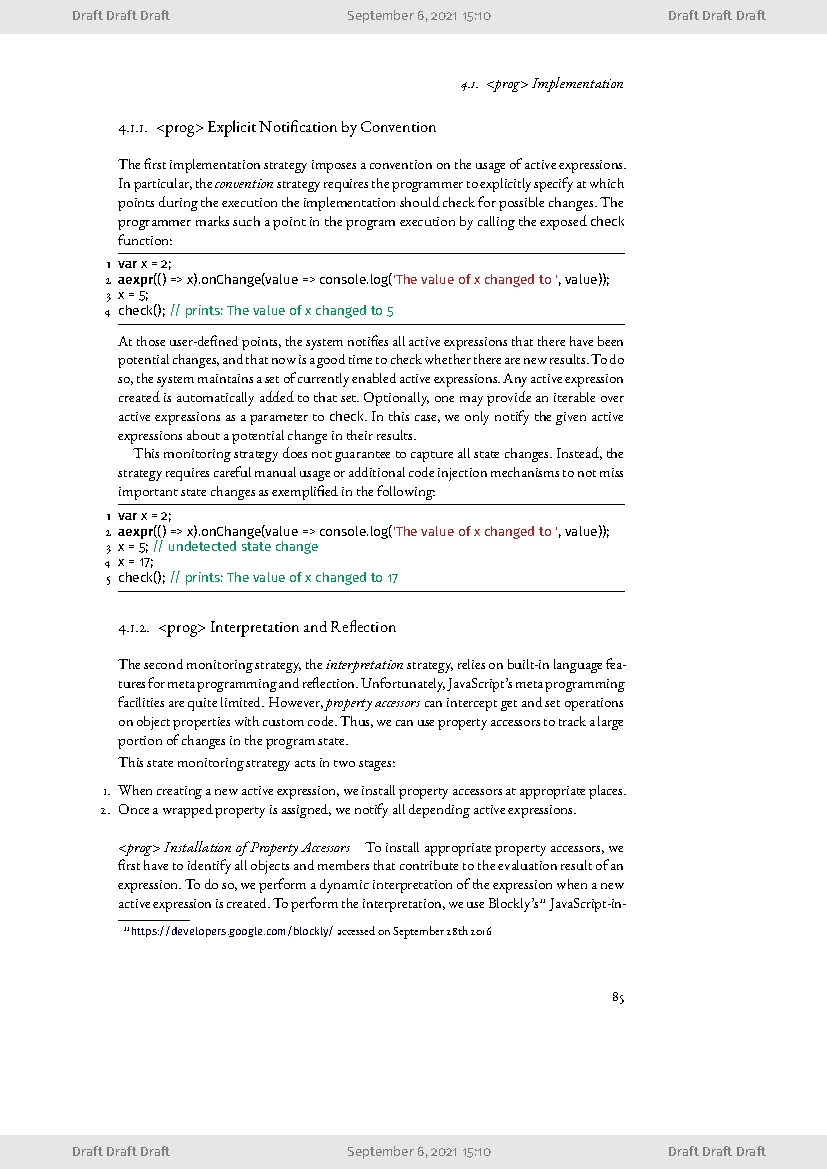 Draft Draft Draft September 6, 2021 15:10 Draft Draft Draft
4.1. <prog> Implementation
4.1.1. <prog> Explicit Notification by Convention
The first implementation strategy imposes a convention on the usage of active expressions.
In particular, the convention strategy requires the programmer to explicitly specify at which
points during the execution the implementation should check for possible changes. The
programmer marks such a point in the program execution by calling the exposed check
function:
1 var x = 2;
2 aexpr(() => x).onChange(value => console.log('The value of x changed to ', value));
3 x = 5;
4 check(); // prints: The value of x changed to 5
At those user-defined points, the system notifies all active expressions that there have been
potential changes, and that now is a good time to check whether there are new results. To do
so, the system maintains a set of currently enabled active expressions. Any active expression
created is automatically added to that set. Optionally, one may provide an iterable over
active expressions as a parameter to check. In this case, we only notify the given active
expressions about a potential change in their results.
This monitoring strategy does not guarantee to capture all state changes. Instead, the
strategy requires careful manual usage or additional code injection mechanisms to not miss
important state changes as exemplified in the following:
1 var x = 2;
2 aexpr(() => x).onChange(value => console.log('The value of x changed to ', value));
3 x = 5; // undetected state change
4 x = 17;
5 check(); // prints: The value of x changed to 17
4.1.2. <prog> Interpretation and Reflection
The second monitoring strategy, the interpretation strategy, relies on built-in language fea-
tures for meta programming and reflection. Unfortunately, JavaScript's meta programming
facilities are quite limited. However, property accessors can intercept get and set operations
on object properties with custom code. Thus, we can use property accessors to track a large
portion of changes in the program state.
This state monitoring strategy acts in two stages:
1. When creating a new active expression, we install property accessors at appropriate places.
2. Once a wrapped property is assigned, we notify all depending active expressions.
<prog> Installation of Property Accessors To install appropriate property accessors, we
first have to identify all objects and members that contribute to the evaluation result of an
expression. To do so, we perform a dynamic interpretation of the expression when a new
active expression is created. To perform the interpretation, we use Blockly's11 JavaScript-in-
11https://developers.google.com/blockly/ accessed on September 28th 2016
85
Draft Draft Draft September 6, 2021 15:10 Draft Draft Draft